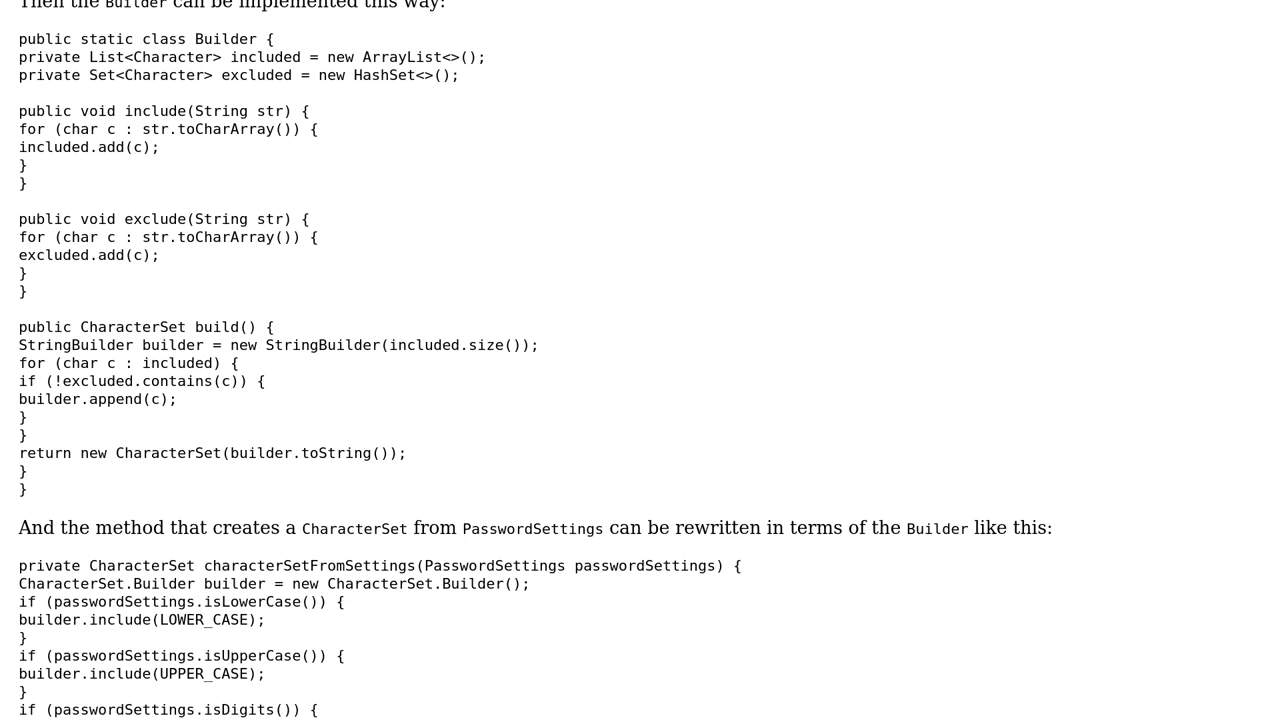 Then the Builder can be implemented this way:
public static class Builder {
private List<Character> included = new ArrayList<>();
private Set<Character> excluded = new HashSet<>();
public void include(String str) {
for (char c : str.toCharArray()) {
included.add(c);
}
}
public void exclude(String str) {
for (char c : str.toCharArray()) {
excluded.add(c);
}
}
public CharacterSet build() {
StringBuilder builder = new StringBuilder(included.size());
for (char c : included) {
if (!excluded.contains(c)) {
builder.append(c);
}
}
return new CharacterSet(builder.toString());
}
}
And the method that creates a CharacterSet from PasswordSettings can be rewritten in terms of the Builder like this:
private CharacterSet characterSetFromSettings(PasswordSettings passwordSettings) {
CharacterSet.Builder builder = new CharacterSet.Builder();
if (passwordSettings.isLowerCase()) {
builder.include(LOWER_CASE);
}
if (passwordSettings.isUpperCase()) {
builder.include(UPPER_CASE);
}
if (passwordSettings.isDigits()) {